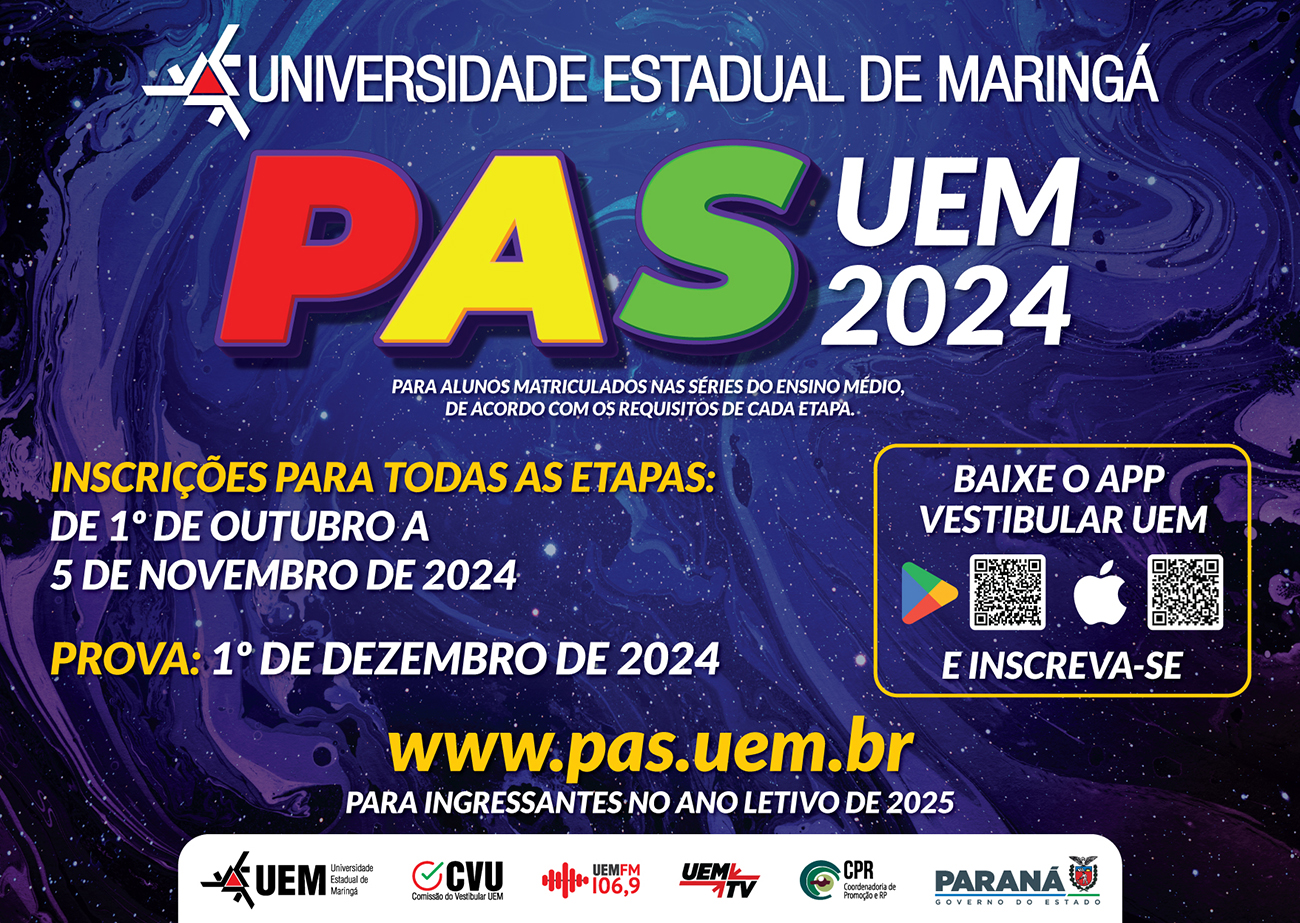 UNIVERSIDADE ESTADUAL DE MARINGÁ
PAS
UEM
2024
PARA ALUNOS MATRICULADOS NAS SÉRIES DO ENSINO MÉDIO,
DE ACORDO COM OS REQUISITOS DE CADA ETAPA.
INSCRIÇÕES PARA TODAS AS ETAPAS:
DE 1º DE OUTUBRO A
5 DE NOVEMBRO DE 2024
PROVA: 1º DE DEZEMBRO DE 2024
BAIXE O APP
VESTIBULAR UEM
E INSCREVA-SE
www.pas.uem.br
PARA INGRESSANTES NO ANO LETIVO DE 2025
UEM
Universidade
Estadual de
Maringá
CVU
Comissão do Vestibular UEM
UEMFM
106,9
UEM
TV
CPR
Coordenadoria de
Promoção e RP
PARANÁ
GOVERNO DO ESTADO